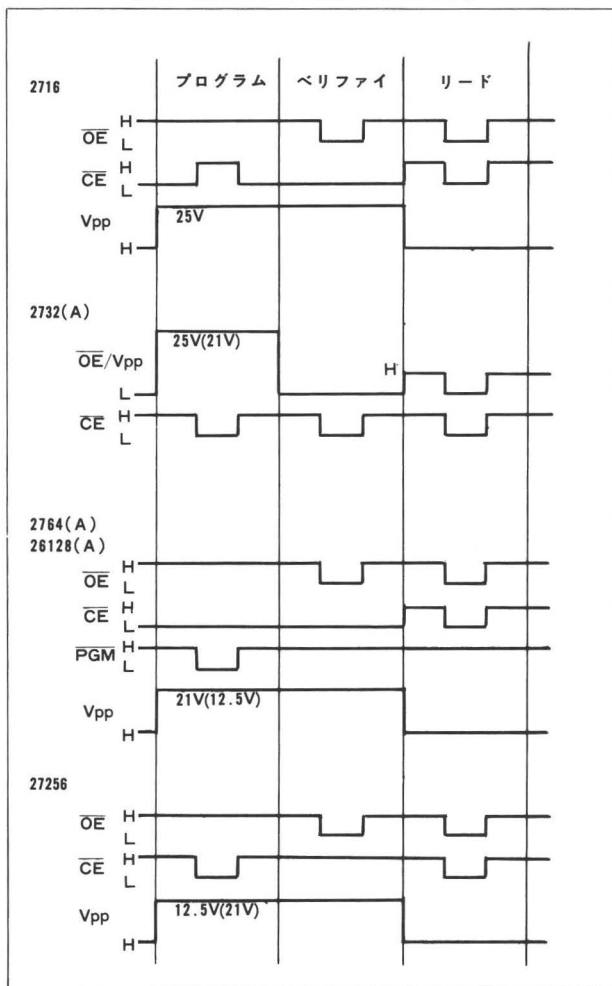 プログラム ベリファイ リード
2716
OE H L
CE H L
Vpp 25V
H
2732(A)
OE/Vpp 25V(21V) H
L
CE H L
2764(A)
26128(A)
OE H L
CE H L
PGM H L
Vpp 21V(12.5V)
H
27256
OE H L
CE H L
Vpp 12.5V(21V)
H